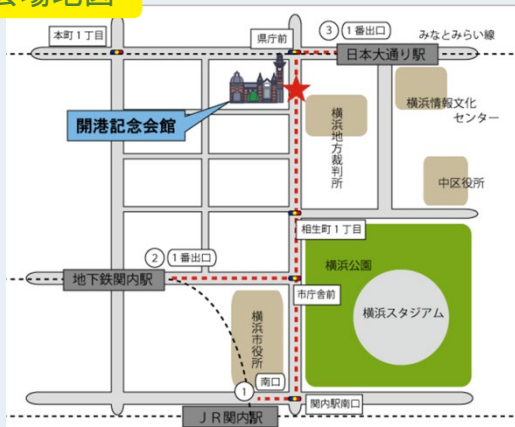 会場地図
本町1丁目
県庁前
③ 1番出口
みなとみらい線
日本大通り駅
開港記念会館
横浜地方裁判所
横浜情報文化
センター
中区役所
相生町1丁目
② 1番出口
地下鉄関内駅
市庁舎前
横浜公園
横浜スタジアム
横浜市役所
① 南口
関内駅南口
JR関内駅